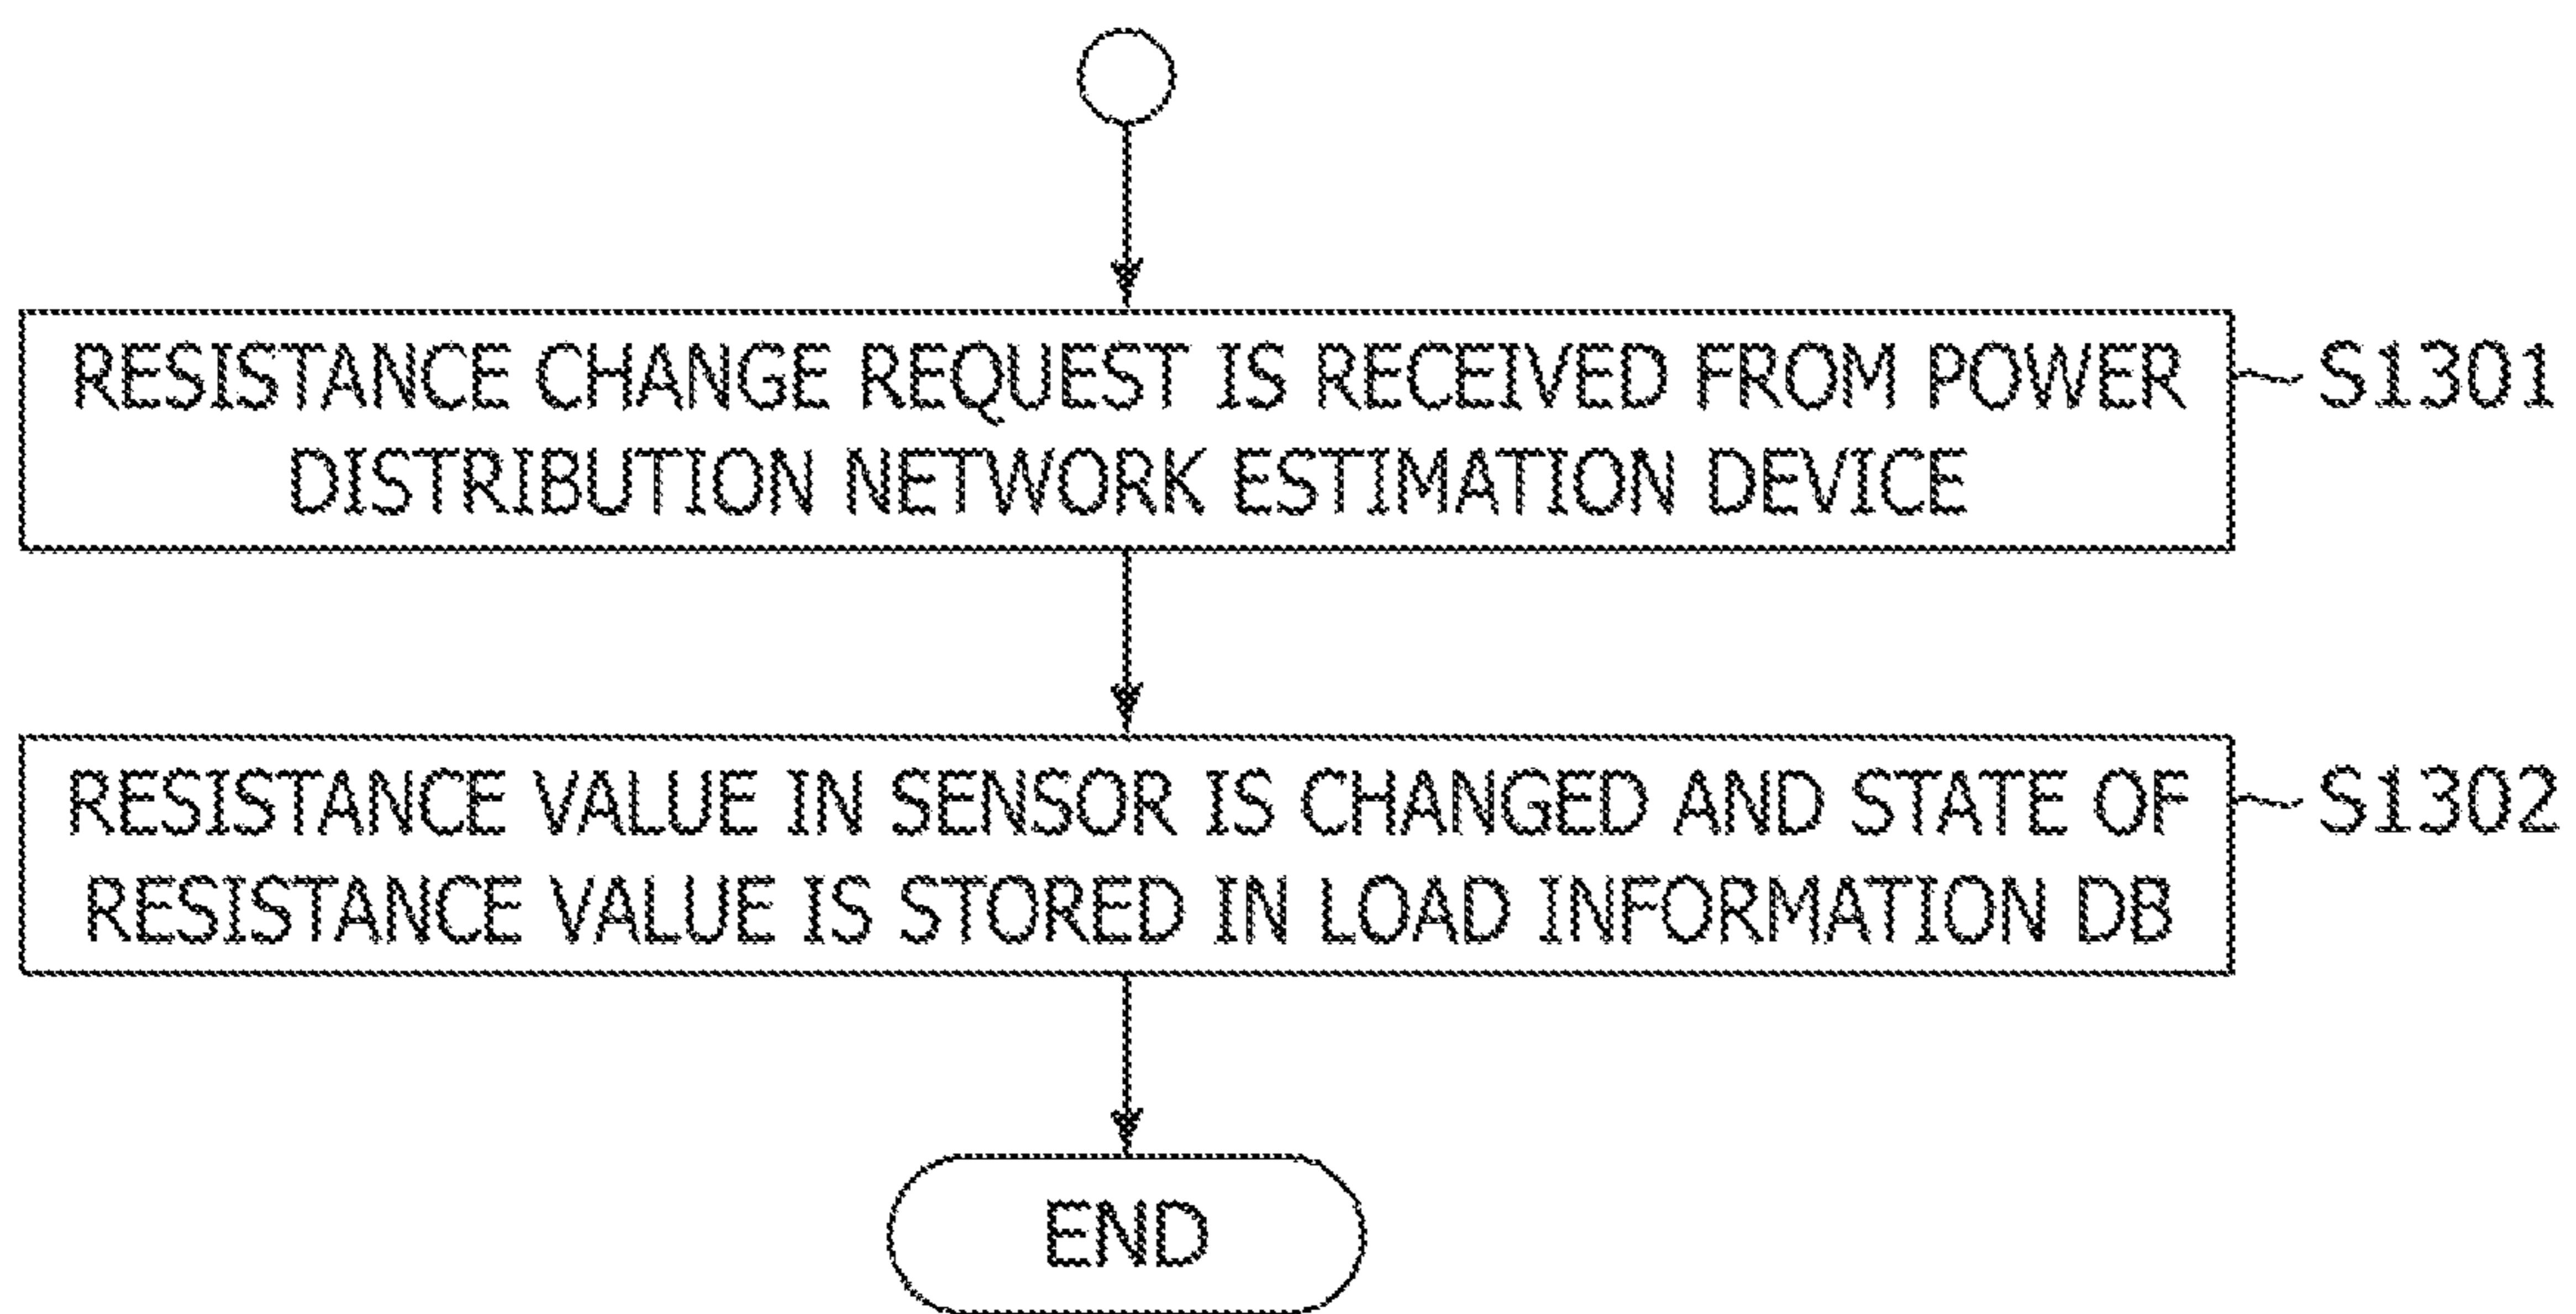 RESISTANCE CHANGE REQUEST IS RECEIVED FROM POWER
DISTRIBUTION NETWORK ESTIMATION DEVICE
S1301
RESISTANCE VALUE IN SENSOR IS CHANGED AND STATE OF
RESISTANCE VALUE IS STORED IN LOAD INFORMATION DB
S1302
END